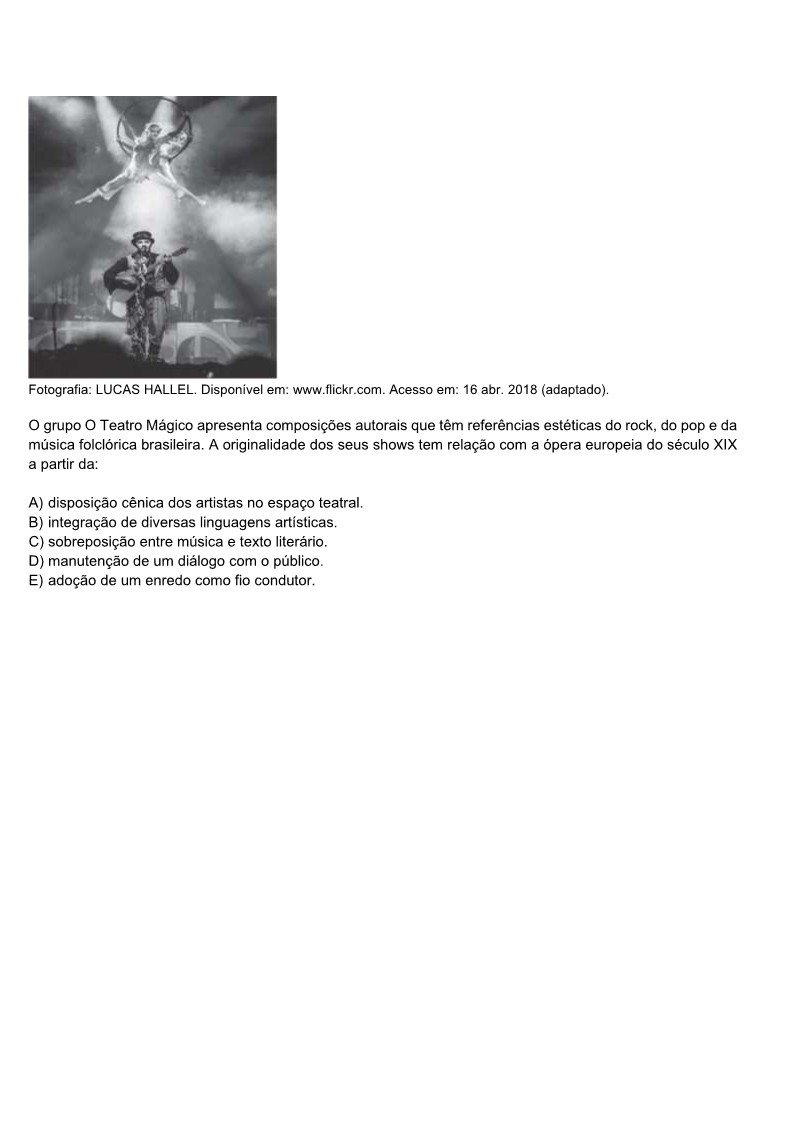 Fotografia: LUCAS HALLEL. Disponível em: www.flickr.com. Acesso em: 16 abr. 2018 (adaptado).
O grupo O Teatro Mágico apresenta composições autorais que têm referências estéticas do rock, do pop e da
música folclórica brasileira. A originalidade dos seus shows tem relação com a ópera europeia do século XIX
a partir da:
A) disposição cênica dos artistas no espaço teatral.
B) integração de diversas linguagens artísticas.
C) sobreposição entre música e texto literário.
D) manutenção de um diálogo com o público.
E) adoção de um enredo como fio condutor.